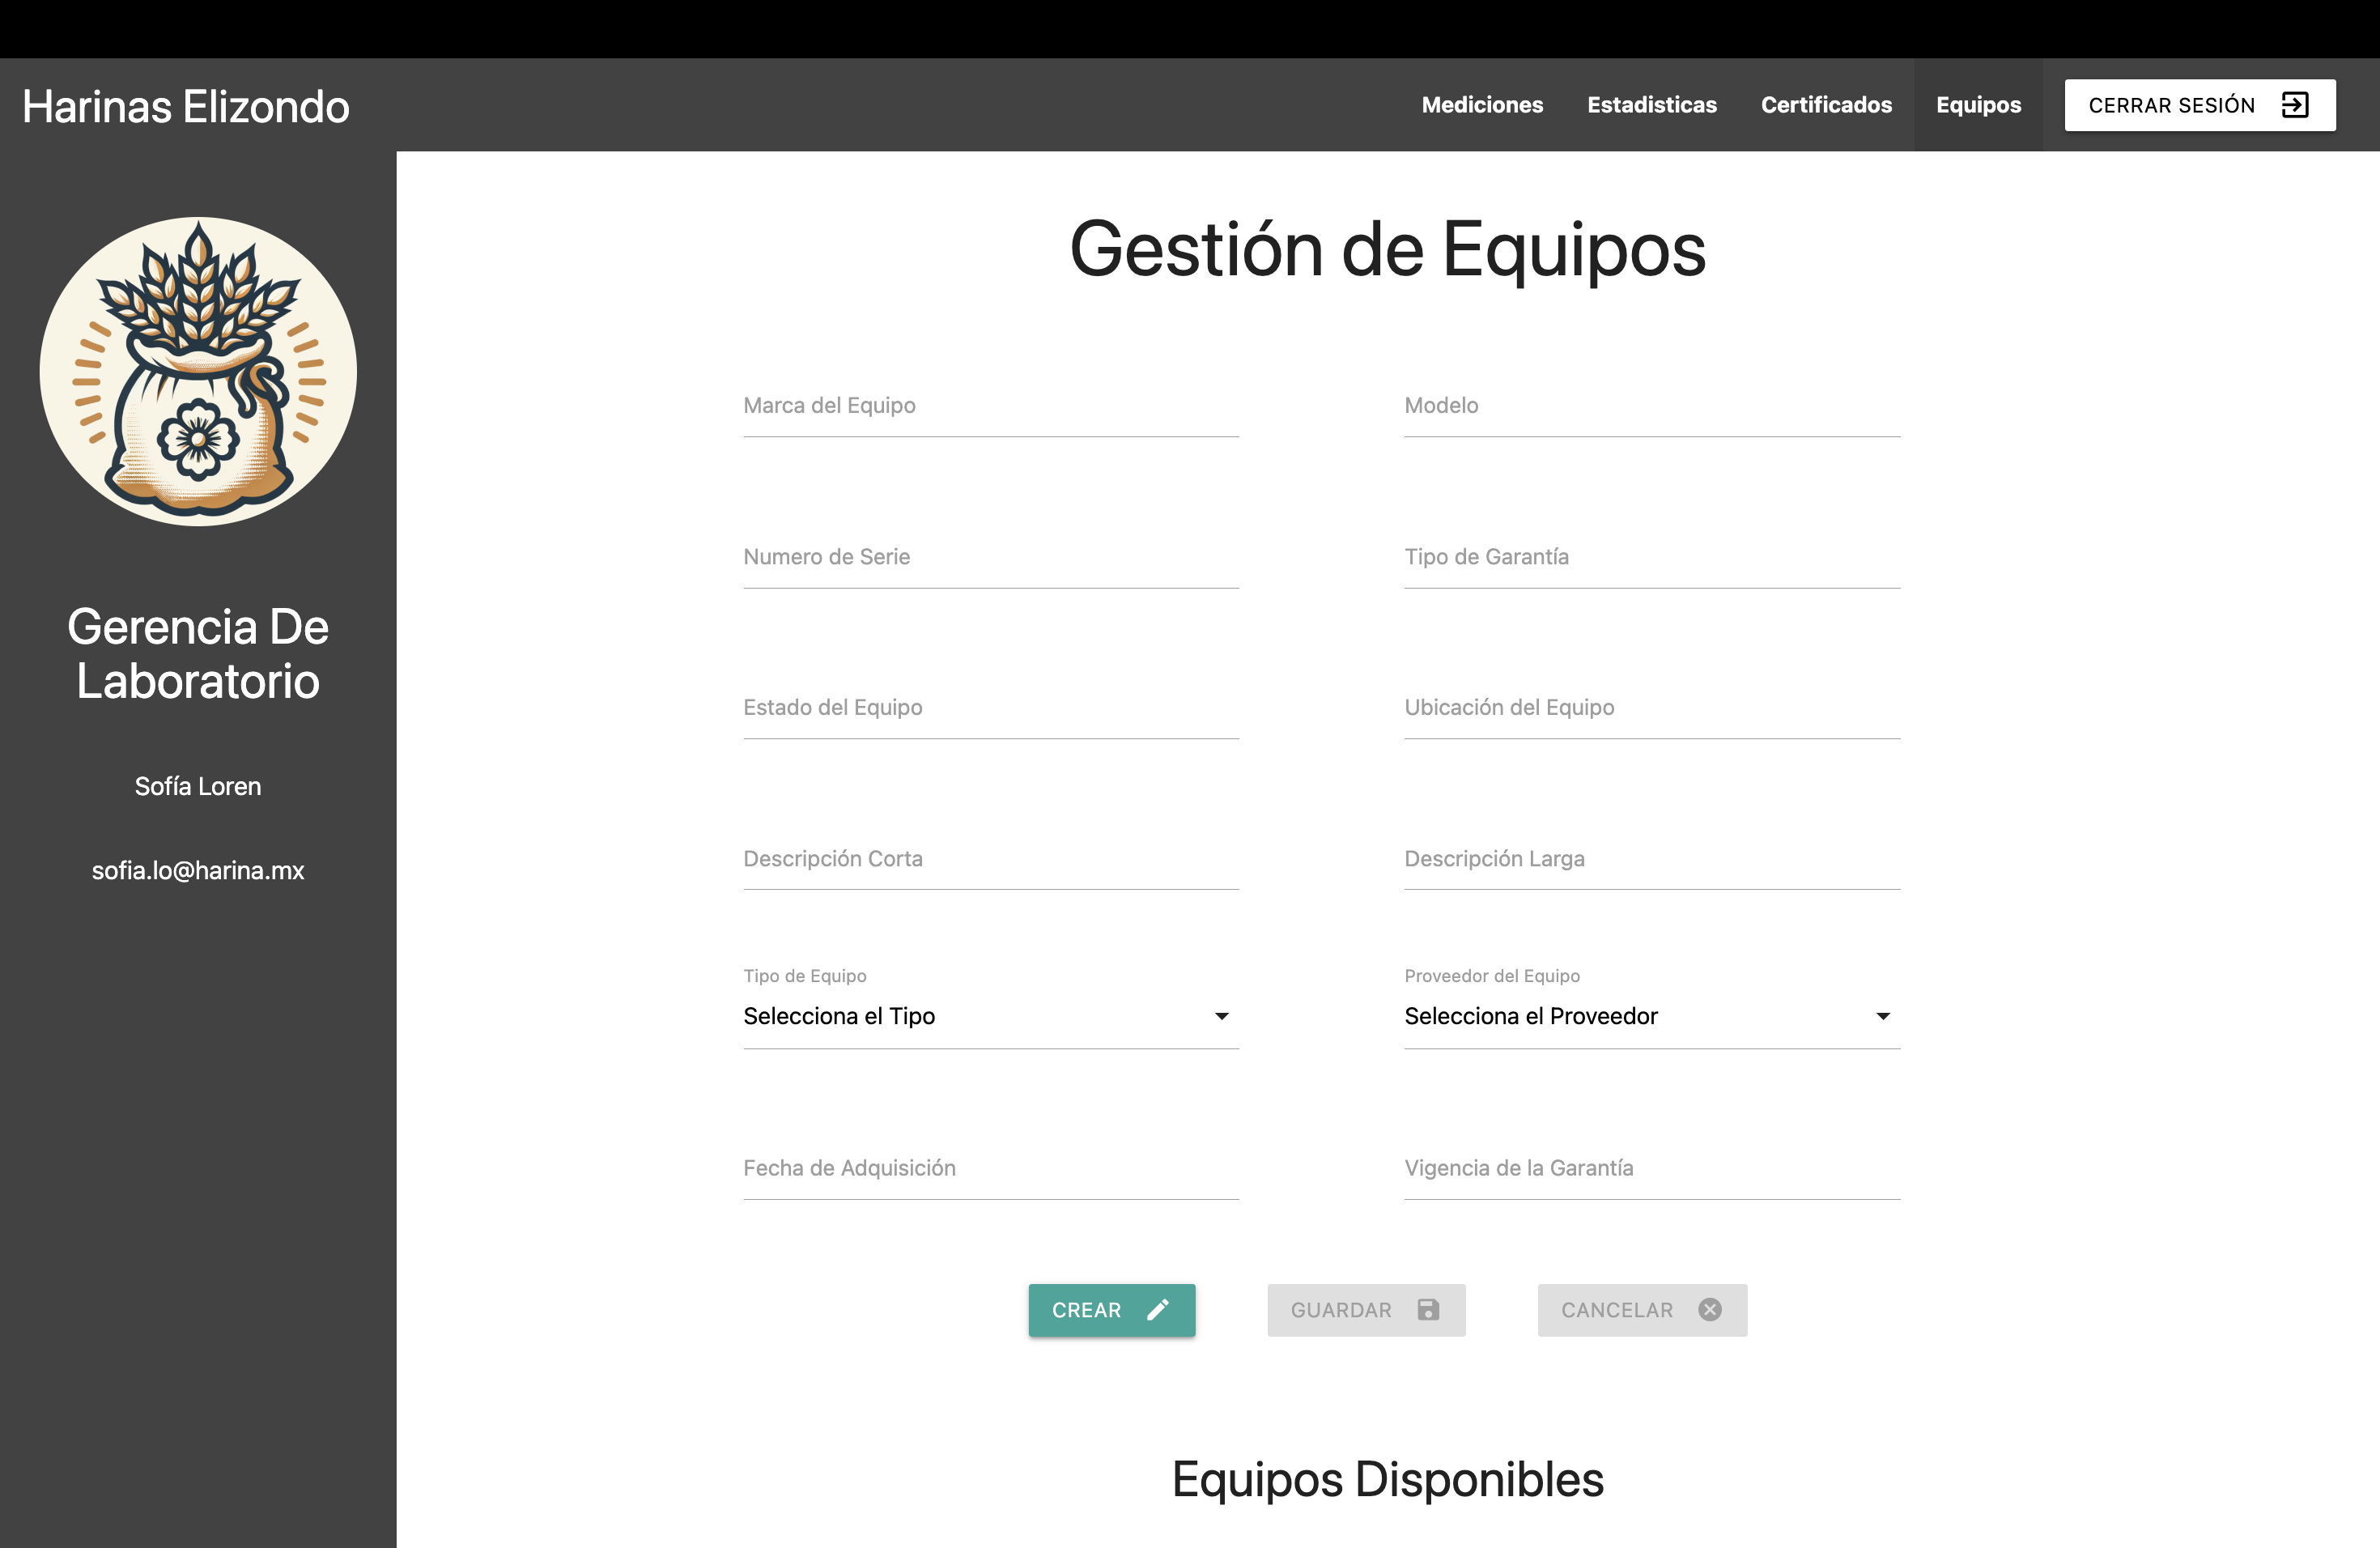 Harinas Elizondo
Mediciones
Estadisticas
Certificados
Equipos
CERRAR SESIÓN
Gerencia De
Laboratorio
Sofía Loren
sofia.lo@harina.mx
Gestión de Equipos
Marca del Equipo
Modelo
Numero de Serie
Tipo de Garantía
Estado del Equipo
Ubicación del Equipo
Descripción Corta
Descripción Larga
Tipo de Equipo
Selecciona el Tipo
Proveedor del Equipo
Selecciona el Proveedor
Fecha de Adquisición
Vigencia de la Garantía
CREAR
GUARDAR
CANCELAR
Equipos Disponibles